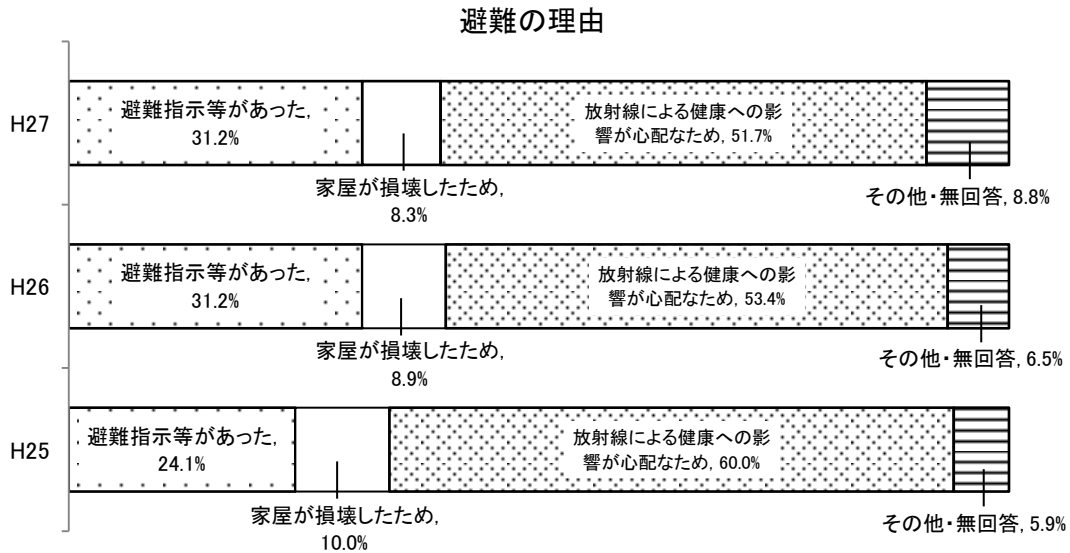 避難の理由
H27
避難指示等があった,
31.2%
家屋が損壊したため,
8.3%
放射線による健康への影
響が心配なため, 51.7%
その他・無回答, 8.8%
H26
避難指示等があった,
31.2%
家屋が損壊したため,
8.9%
放射線による健康への影
響が心配なため, 53.4%
その他・無回答, 6.5%
H25
避難指示等があった,
24.1%
家屋が損壊したため,
10.0%
放射線による健康への影
響が心配なため, 60.0%
その他・無回答, 5.9%